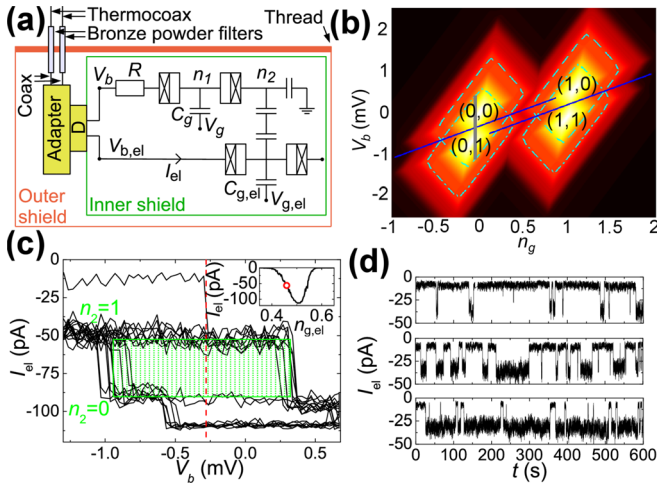 (a)
Thermocoax
Bronze powder filters
Thread
Coax
Adapter
D
V_b
R
n_1
n_2
C_g
V_g
V_b,el
I_el
C_g,el
V_g,el
Outer shield
Inner shield
(b)
V_b (mV)
2
1
0
-1
-2
(0,0)
(0,1)
(1,0)
(1,1)
-1 -0.5 0 0.5 1 1.5 2
n_g
(c)
I_el (pA)
0
-25
-50
-75
-100
n_2=1
n_2=0
-1.0 -0.5 0.0 0.5
V_b (mV)
I_el (pA)
0
-50
-100
0.4 0.6
n_g,el
(d)
I_el (pA)
0
-25
-50
0
-25
-50
0
-25
-50
0 100 200 300 400 500 600
t (s)